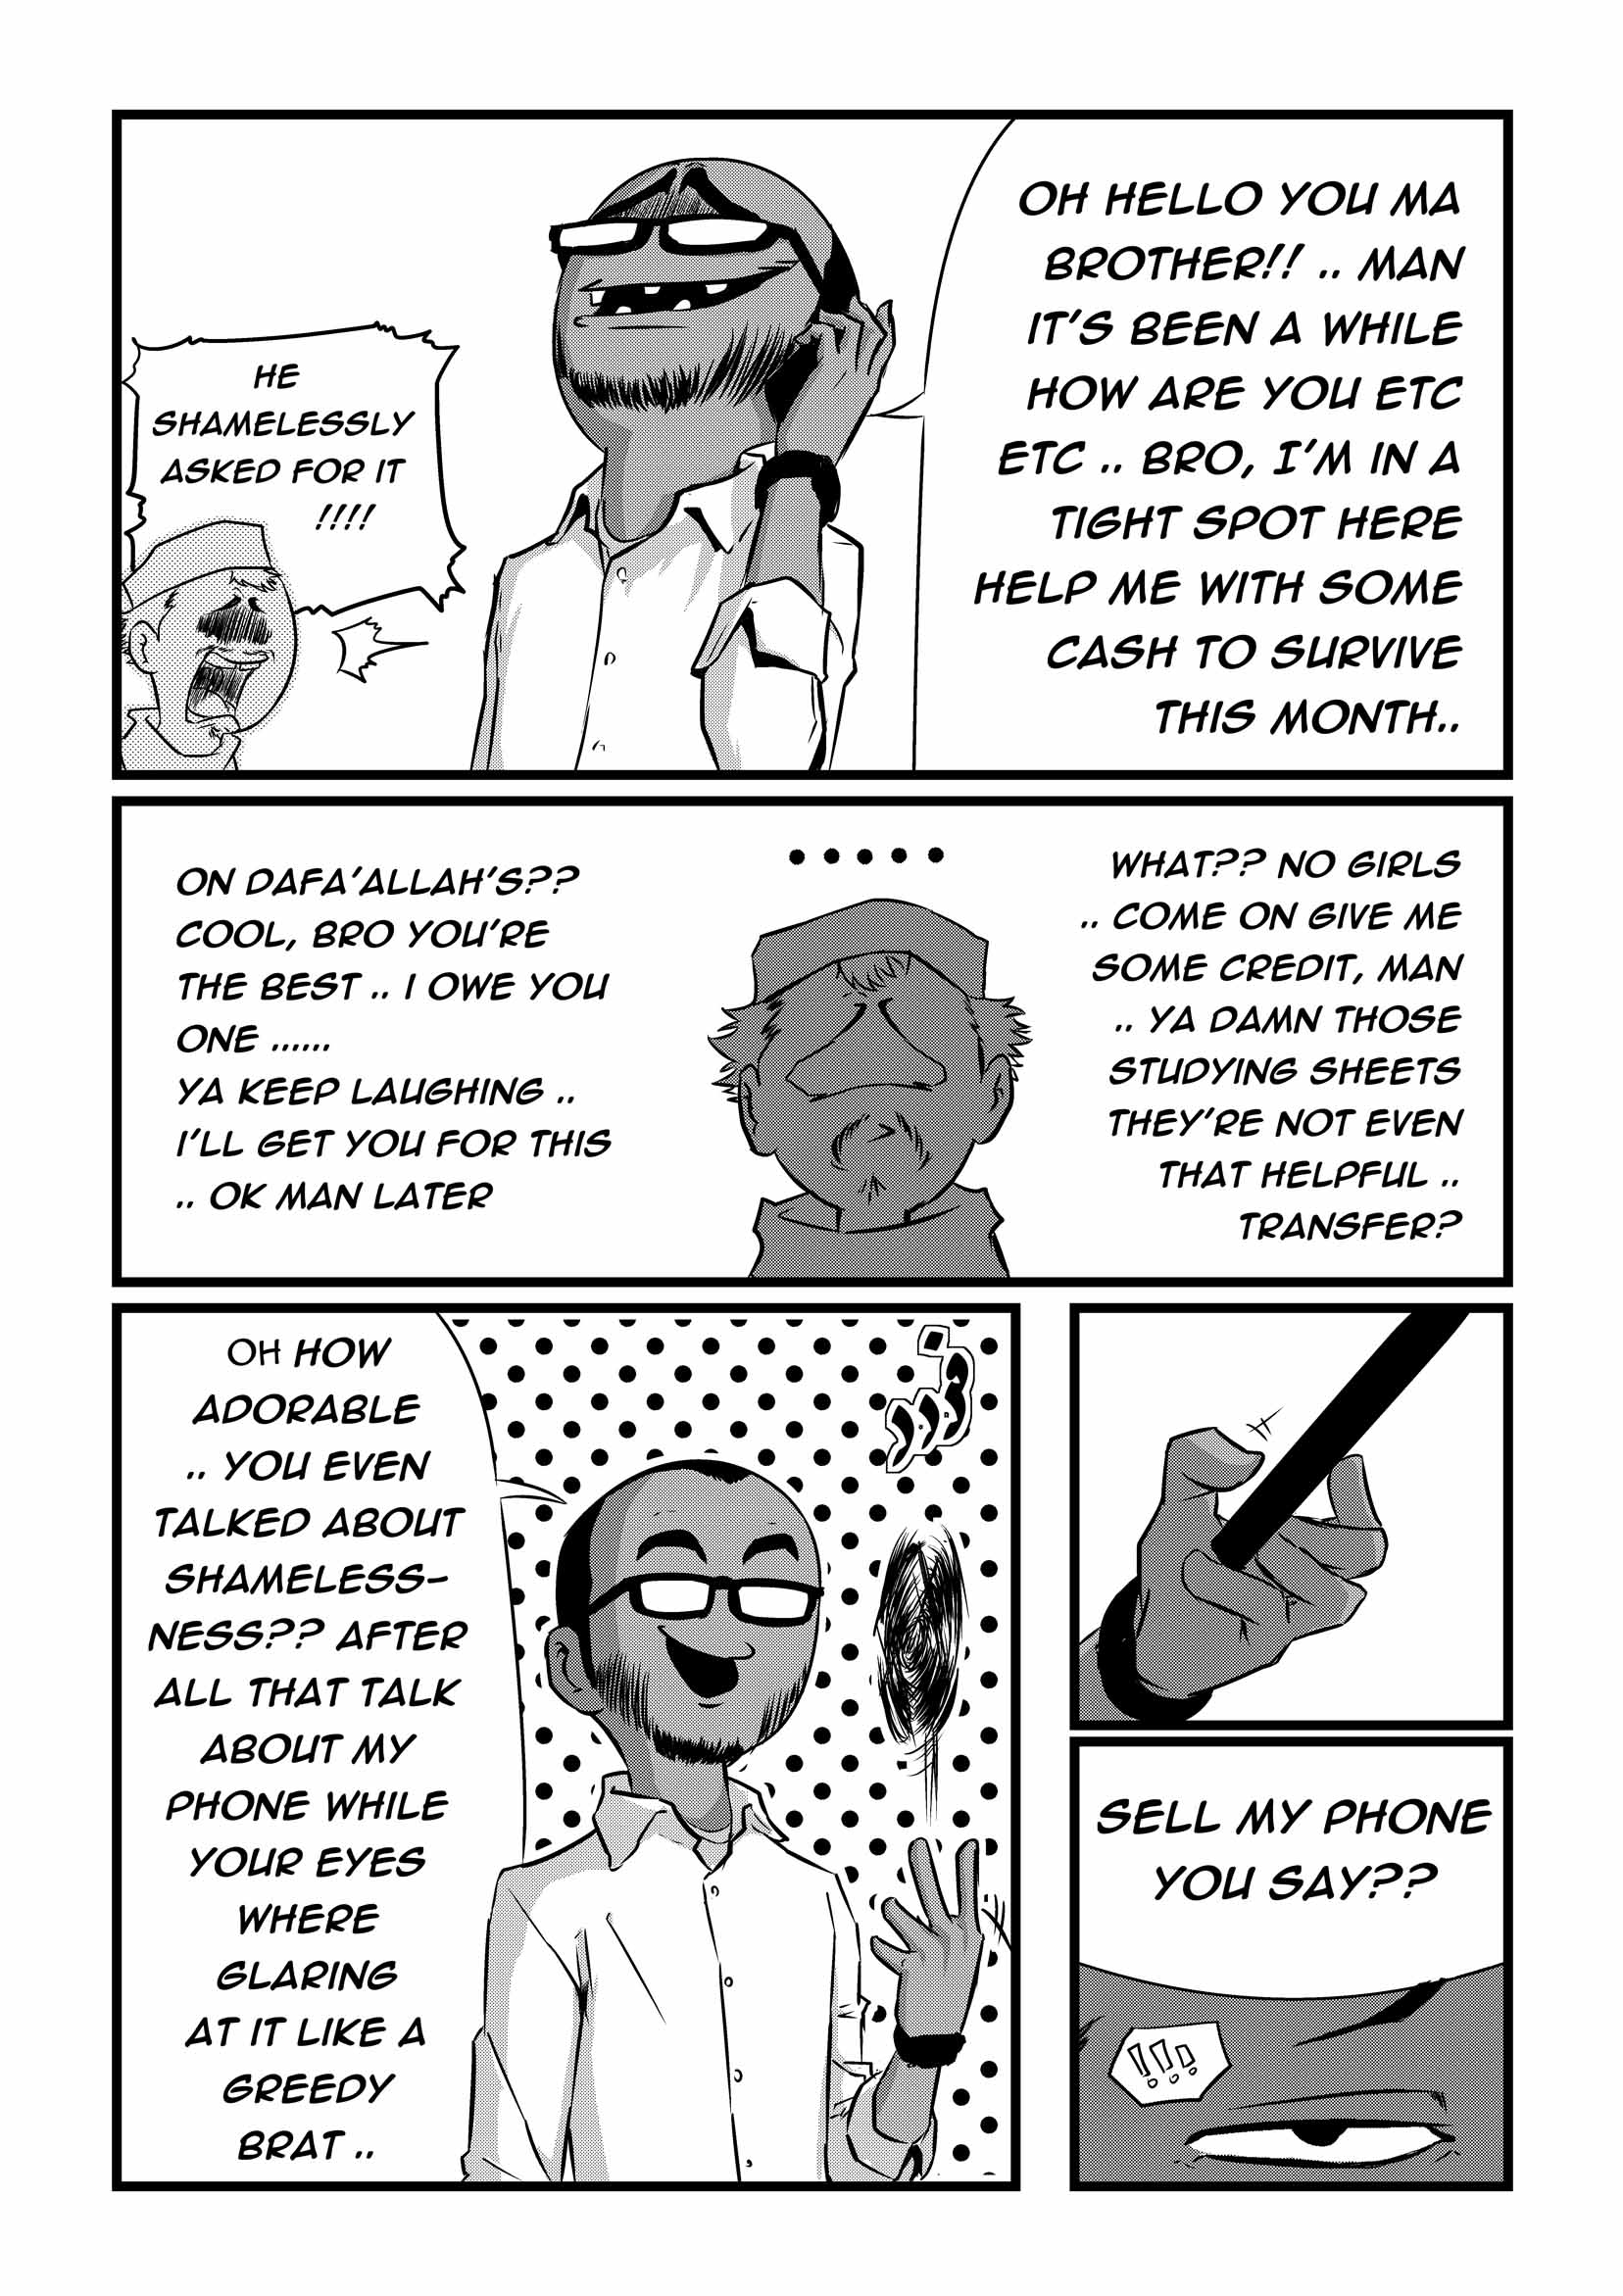 OH HELLO YOU MA
BROTHER!! .. MAN
IT'S BEEN A WHILE
HOW ARE YOU ETC
ETC .. BRO, I'M IN A
TIGHT SPOT HERE
HELP ME WITH SOME
CASH TO SURVIVE
THIS MONTH..
HE
SHAMELESSLY
ASKED FOR IT
!!!!
WHAT?? NO GIRLS
.. COME ON GIVE ME
SOME CREDIT, MAN
.. YA DAMN THOSE
STUDYING SHEETS
THEY'RE NOT EVEN
THAT HELPFUL ..
TRANSFER?
.....
ON DAFA'ALLAH'S??
COOL, BRO YOU'RE
THE BEST .. I OWE YOU
ONE ......
YA KEEP LAUGHING ..
I'LL GET YOU FOR THIS
.. OK MAN LATER
SELL MY PHONE
YOU SAY??
!!!
OH HOW
ADORABLE
.. YOU EVEN
TALKED ABOUT
SHAMELESS-
NESS?? AFTER
ALL THAT TALK
ABOUT MY
PHONE WHILE
YOUR EYES
WHERE
GLARING
AT IT LIKE A
GREEDY
BRAT ..